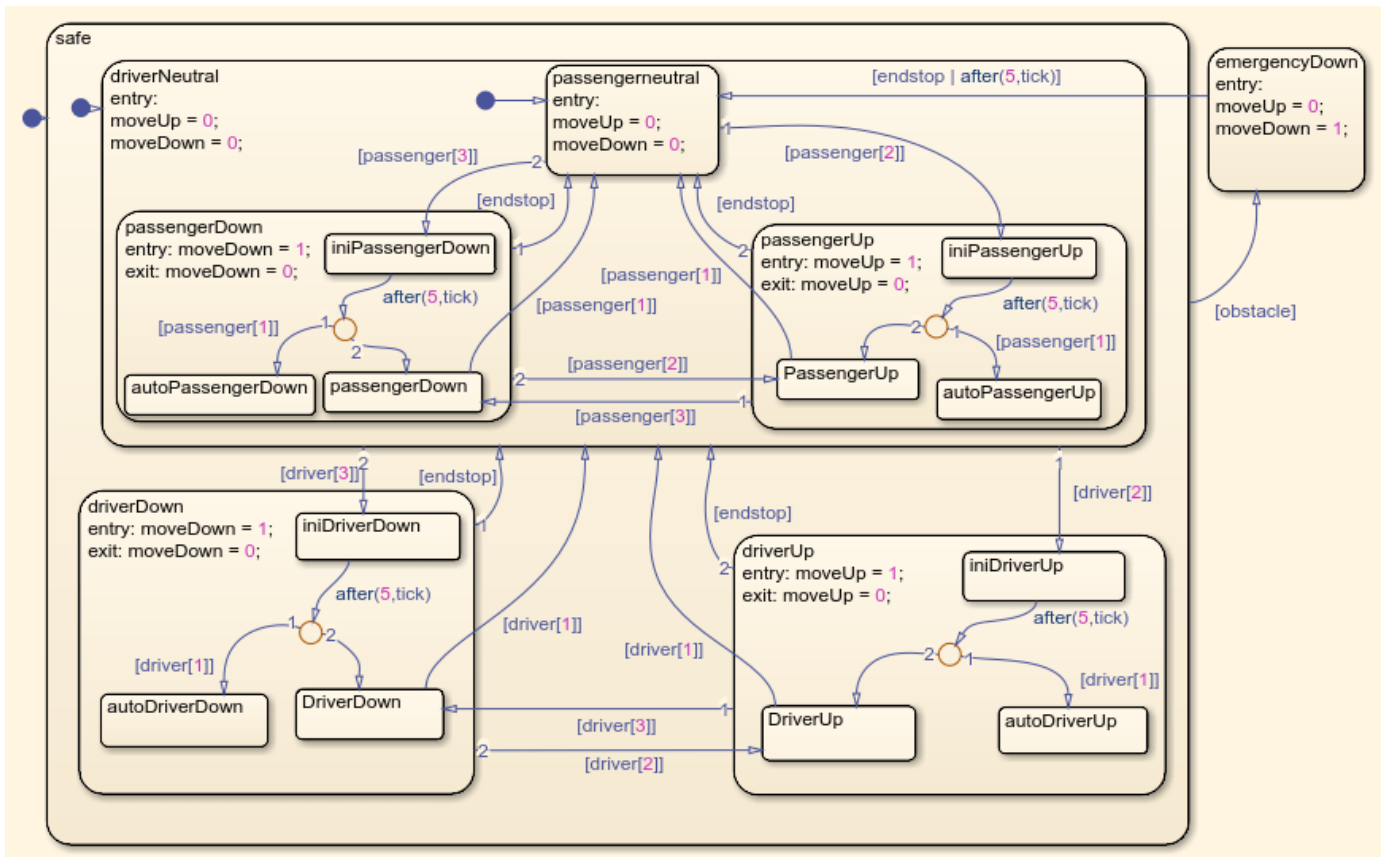 safe
driverNeutral
entry:
moveUp = 0;
moveDown = 0;
passengerneutral
entry:
moveUp = 0;
moveDown = 0;
[endstop | after(5,tick)]
emergencyDown
entry:
moveUp = 0;
moveDown = 1;
[obstacle]
1
[passenger[2]]
2
[passenger[3]]
[endstop]
[endstop]
passengerDown
entry: moveDown = 1;
exit: moveDown = 0;
iniPassengerDown
after(5,tick)
1
[passenger[1]]
2
autoPassengerDown
passengerDown
1
[passenger[1]]
[passenger[1]]
2
[passenger[2]]
1
[passenger[3]]
passengerUp
entry: moveUp = 1;
exit: moveUp = 0;
2
iniPassengerUp
after(5,tick)
2
1
[passenger[1]]
PassengerUp
autoPassengerUp
2
[driver[3]]
[endstop]
1
[driver[2]]
driverDown
entry: moveDown = 1;
exit: moveDown = 0;
iniDriverDown
after(5,tick)
1
2
[driver[1]]
autoDriverDown
DriverDown
1
[driver[1]]
[driver[1]]
[endstop]
2
1
[driver[3]]
2
[driver[2]]
driverUp
entry: moveUp = 1;
exit: moveUp = 0;
iniDriverUp
after(5,tick)
2
1
[driver[1]]
DriverUp
autoDriverUp